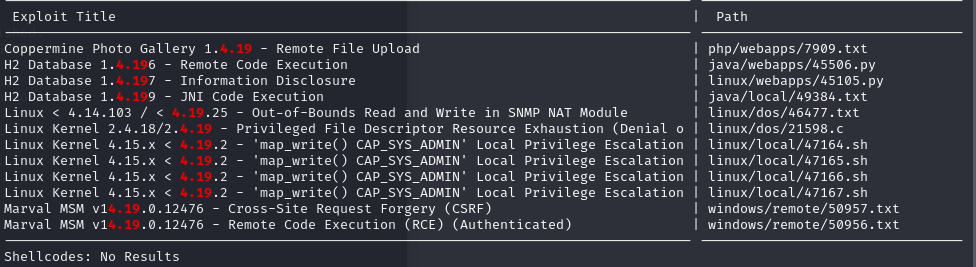 Exploit Title | Path
Coppermine Photo Gallery 1.4.19 - Remote File Upload | php/webapps/7909.txt
H2 Database 1.4.196 - Remote Code Execution | java/webapps/45506.py
H2 Database 1.4.197 - Information Disclosure | linux/webapps/45105.py
H2 Database 1.4.199 - JNI Code Execution | java/local/49384.txt
Linux < 4.14.103 / < 4.19.25 - Out-of-Bounds Read and Write in SNMP NAT Module | linux/dos/46477.txt
Linux Kernel 2.4.18/2.4.19 - Privileged File Descriptor Resource Exhaustion (Denial o | linux/dos/21598.c
Linux Kernel 4.15.x < 4.19.2 - 'map_write() CAP_SYS_ADMIN' Local Privilege Escalation | linux/local/47164.sh
Linux Kernel 4.15.x < 4.19.2 - 'map_write() CAP_SYS_ADMIN' Local Privilege Escalation | linux/local/47165.sh
Linux Kernel 4.15.x < 4.19.2 - 'map_write() CAP_SYS_ADMIN' Local Privilege Escalation | linux/local/47166.sh
Linux Kernel 4.15.x < 4.19.2 - 'map_write() CAP_SYS_ADMIN' Local Privilege Escalation | linux/local/47167.sh
Marval MSM v14.19.0.12476 - Cross-Site Request Forgery (CSRF) | windows/remote/50957.txt
Marval MSM v14.19.0.12476 - Remote Code Execution (RCE) (Authenticated) | windows/remote/50956.txt
Shellcodes: No Results